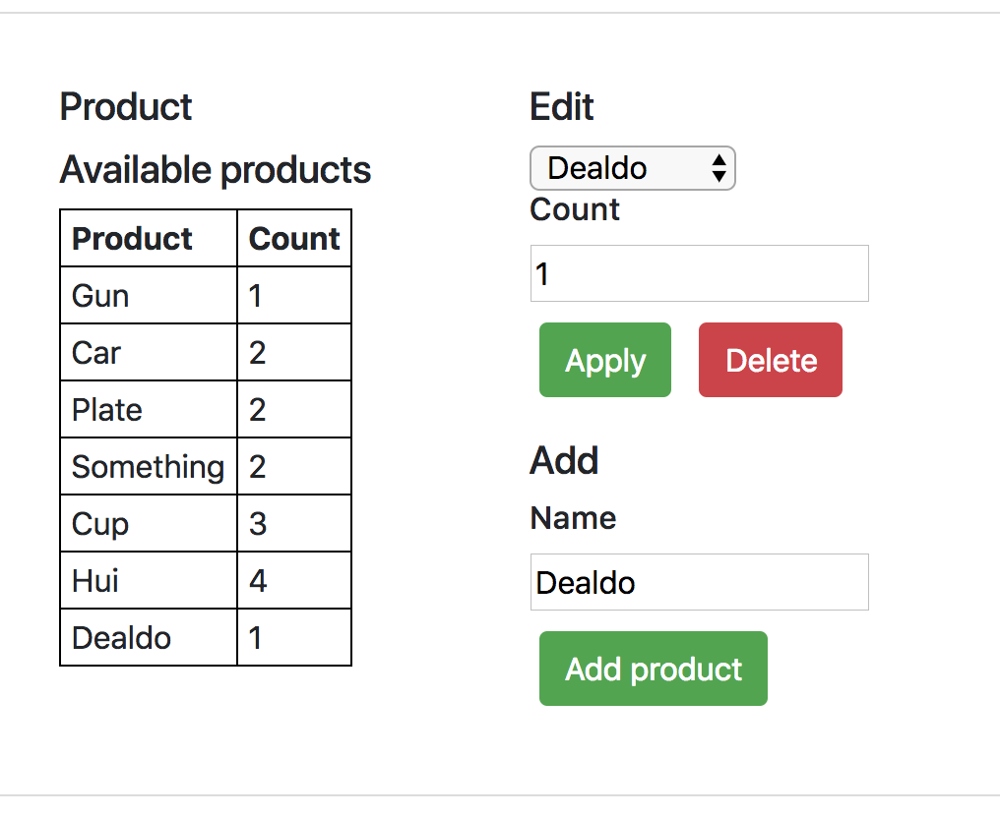 Product
Available products
Product Count
Gun 1
Car 2
Plate 2
Something 2
Cup 3
Hui 4
Dealdo 1
Edit
Dealdo
Count
1
Apply Delete
Add
Name
Dealdo
Add product